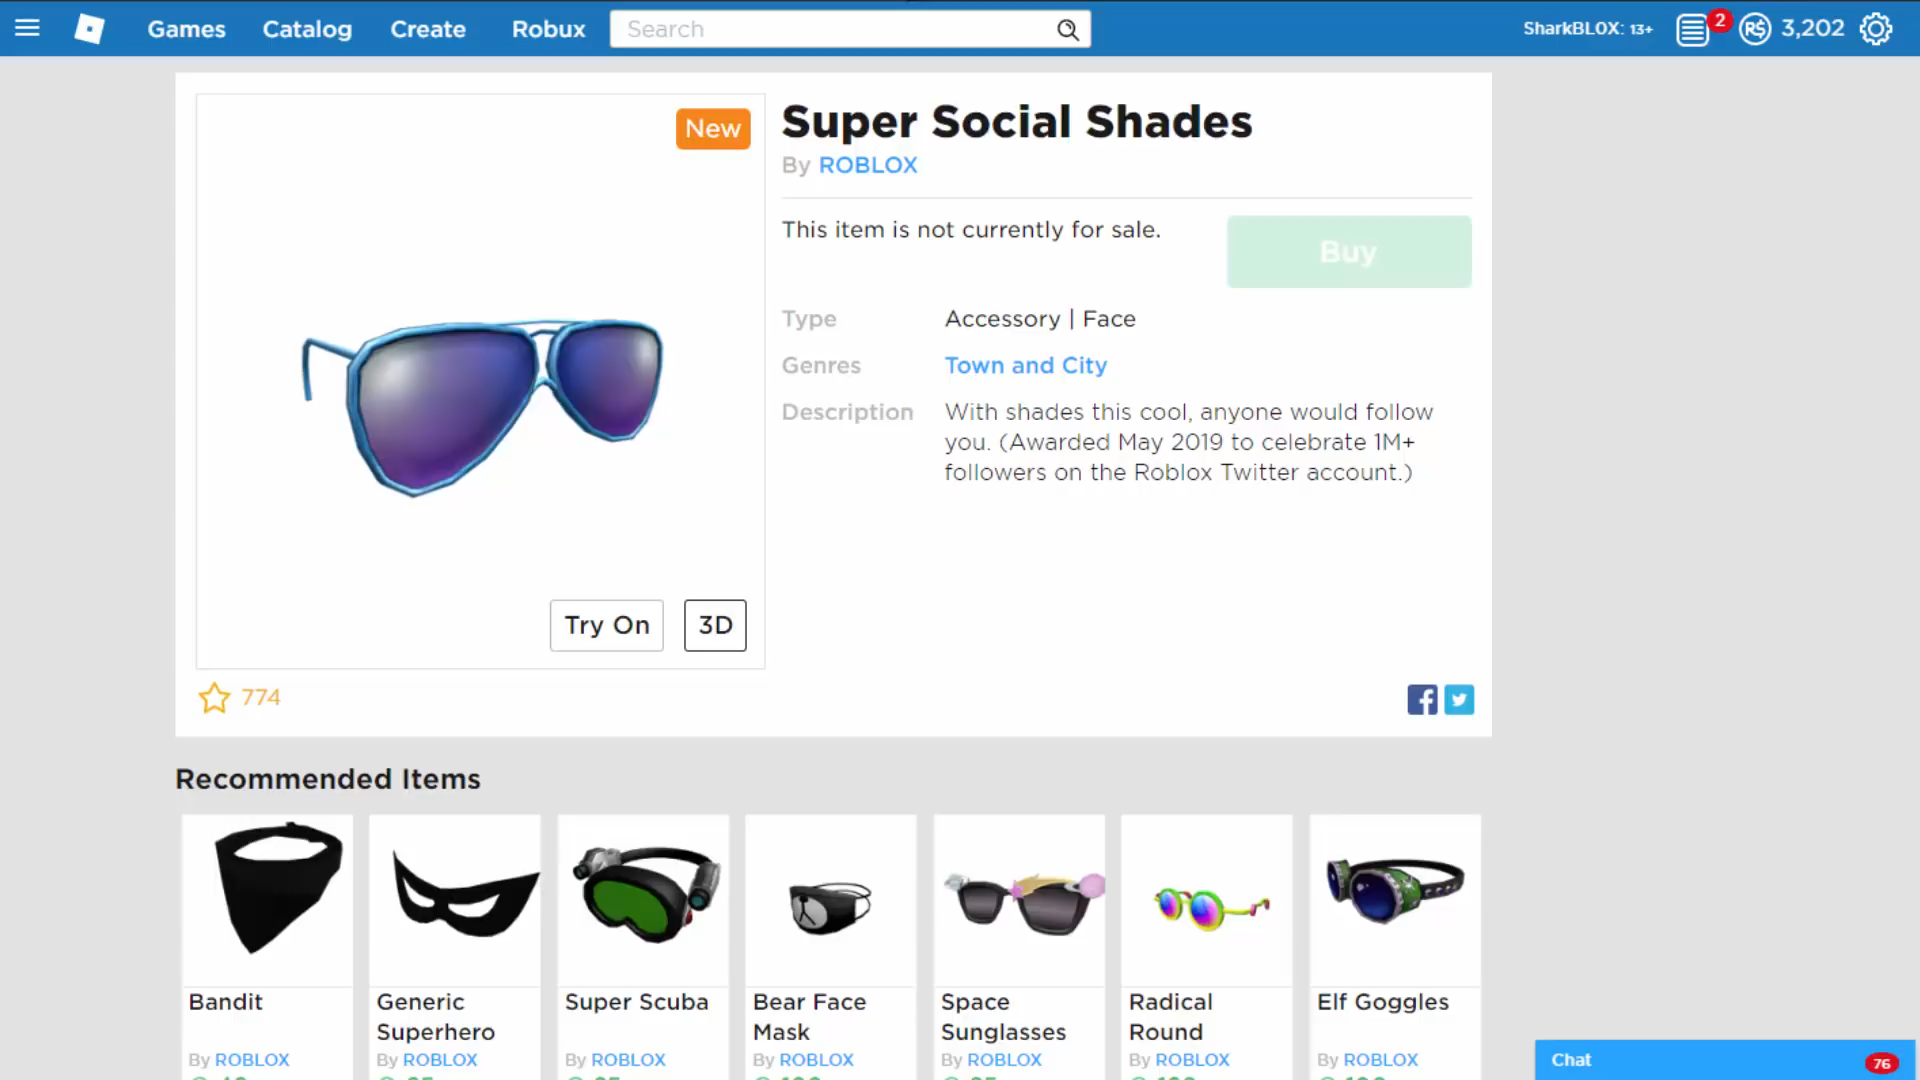 Games Catalog Create Robux Search SharkBLOX: 13+ 2 R$ 3,202
New
Super Social Shades
By ROBLOX
This item is not currently for sale.
Buy
Type Accessory | Face
Genres Town and City
Description With shades this cool, anyone would follow
you. (Awarded May 2019 to celebrate 1M+
followers on the Roblox Twitter account.)
Try On 3D
774
Recommended Items
Bandit
By ROBLOX
Generic
Superhero
By ROBLOX
Super Scuba
By ROBLOX
Bear Face
Mask
By ROBLOX
Space
Sunglasses
By ROBLOX
Radical
Round
By ROBLOX
Elf Goggles
By ROBLOX
Chat 76